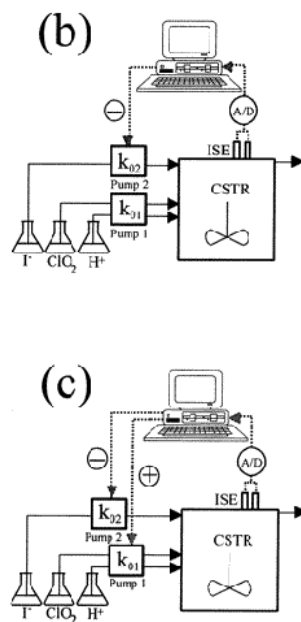 (b)
⊖
A/D
ISE
k02
Pump 2
CSTR
k01
Pump 1
I- ClO2 H+
(c)
⊖ ⊕
A/D
ISE
k02
Pump 2
CSTR
k01
Pump 1
I- ClO2 H+